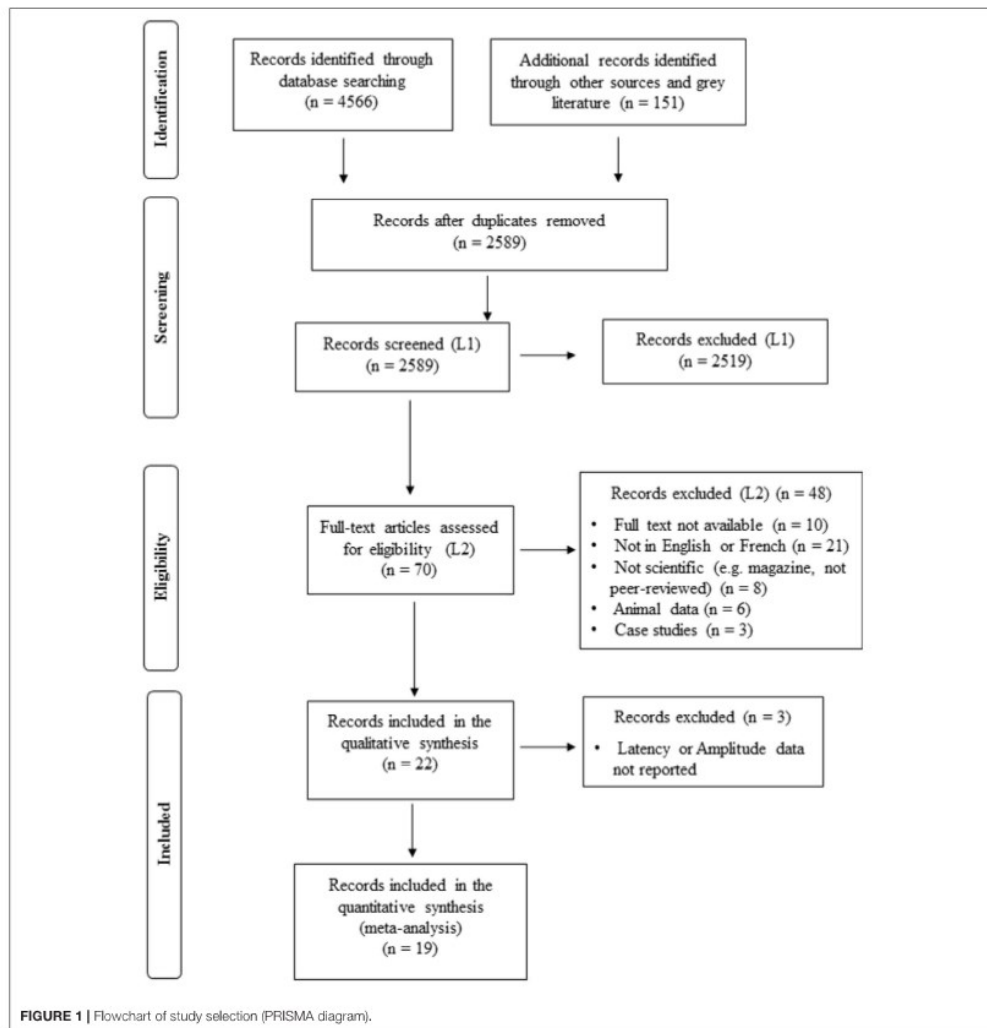 Identification
Records identified through
database searching
(n = 4566)
Additional records identified
through other sources and grey
literature (n = 151)
Screening
Records after duplicates removed
(n = 2589)
Records screened (L1)
(n = 2589)
Records excluded (L1)
(n = 2519)
Eligibility
Full-text articles assessed
for eligibility (L2)
(n = 70)
Records excluded (L2) (n = 48)
• Full text not available (n = 10)
• Not in English or French (n = 21)
• Not scientific (e.g. magazine, not
peer-reviewed) (n = 8)
• Animal data (n = 6)
• Case studies (n = 3)
Included
Records included in the
qualitative synthesis
(n = 22)
Records excluded (n = 3)
• Latency or Amplitude data
not reported
Records included in the
quantitative synthesis
(meta-analysis)
(n = 19)
FIGURE 1 | Flowchart of study selection (PRISMA diagram).